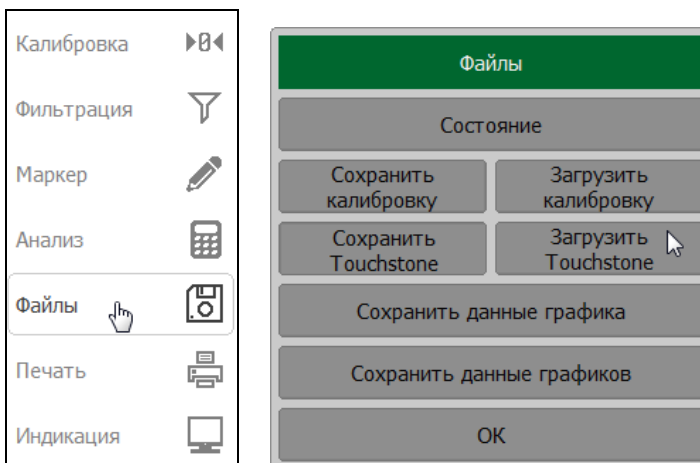 Калибровка
Фильтрация
Маркер
Анализ
Файлы
Печать
Индикация
Файлы
Состояние
Сохранить
калибровку
Загрузить
калибровку
Сохранить
Touchstone
Загрузить
Touchstone
Сохранить данные графика
Сохранить данные графиков
ОК